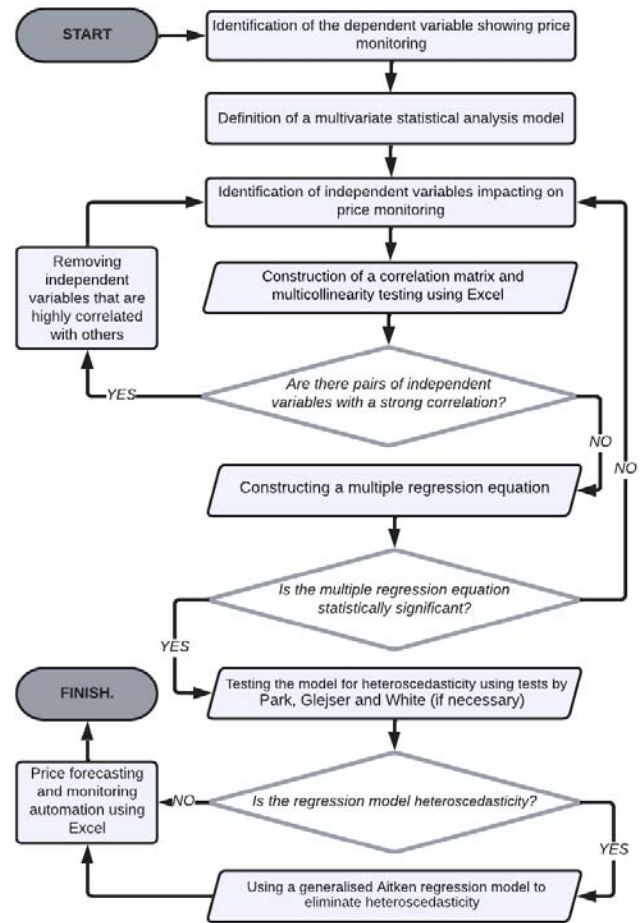 START
Identification of the dependent variable showing price
monitoring
Definition of a multivariate statistical analysis model
Identification of independent variables impacting on
price monitoring
Removing
independent
variables that are
highly correlated
with others
Construction of a correlation matrix and
multicollinearity testing using Excel
Are there pairs of independent
variables with a strong correlation?
YES
NO
NO
Constructing a multiple regression equation
Is the multiple regression equation
statistically significant?
YES
Testing the model for heteroscedasticity using tests by
Park, Glejser and White (if necessary)
FINISH.
Price forecasting
and monitoring
automation using
Excel
NO
Is the regression model heteroscedasticity?
YES
Using a generalised Aitken regression model to
eliminate heteroscedasticity